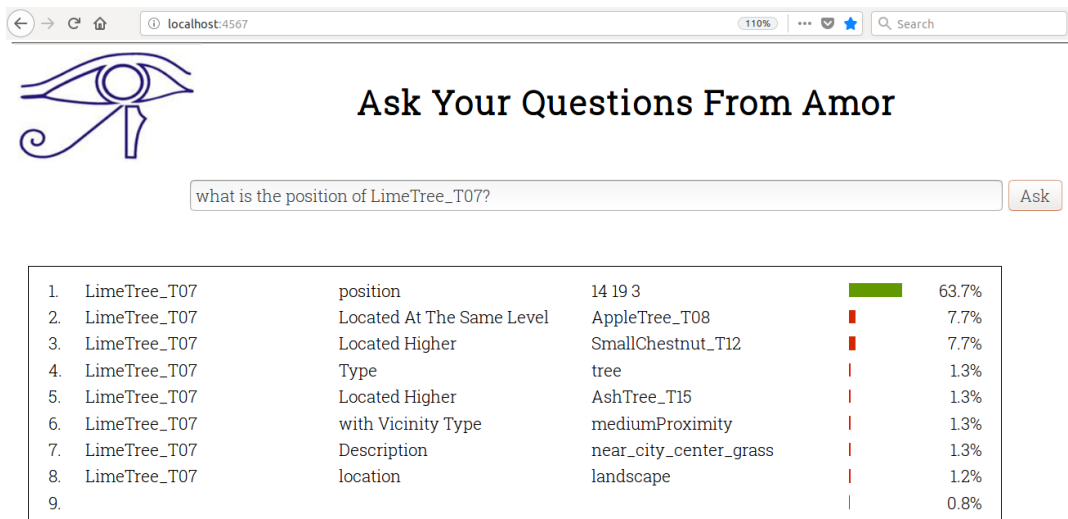 localhost:4567 110% Search
Ask Your Questions From Amor
what is the position of LimeTree_T07? Ask
1. LimeTree_T07 position 14 19 3 63.7%
2. LimeTree_T07 Located At The Same Level AppleTree_T08 7.7%
3. LimeTree_T07 Located Higher SmallChestnut_T12 7.7%
4. LimeTree_T07 Type tree 1.3%
5. LimeTree_T07 Located Higher AshTree_T15 1.3%
6. LimeTree_T07 with Vicinity Type mediumProximity 1.3%
7. LimeTree_T07 Description near_city_center_grass 1.3%
8. LimeTree_T07 location landscape 1.2%
9. 0.8%